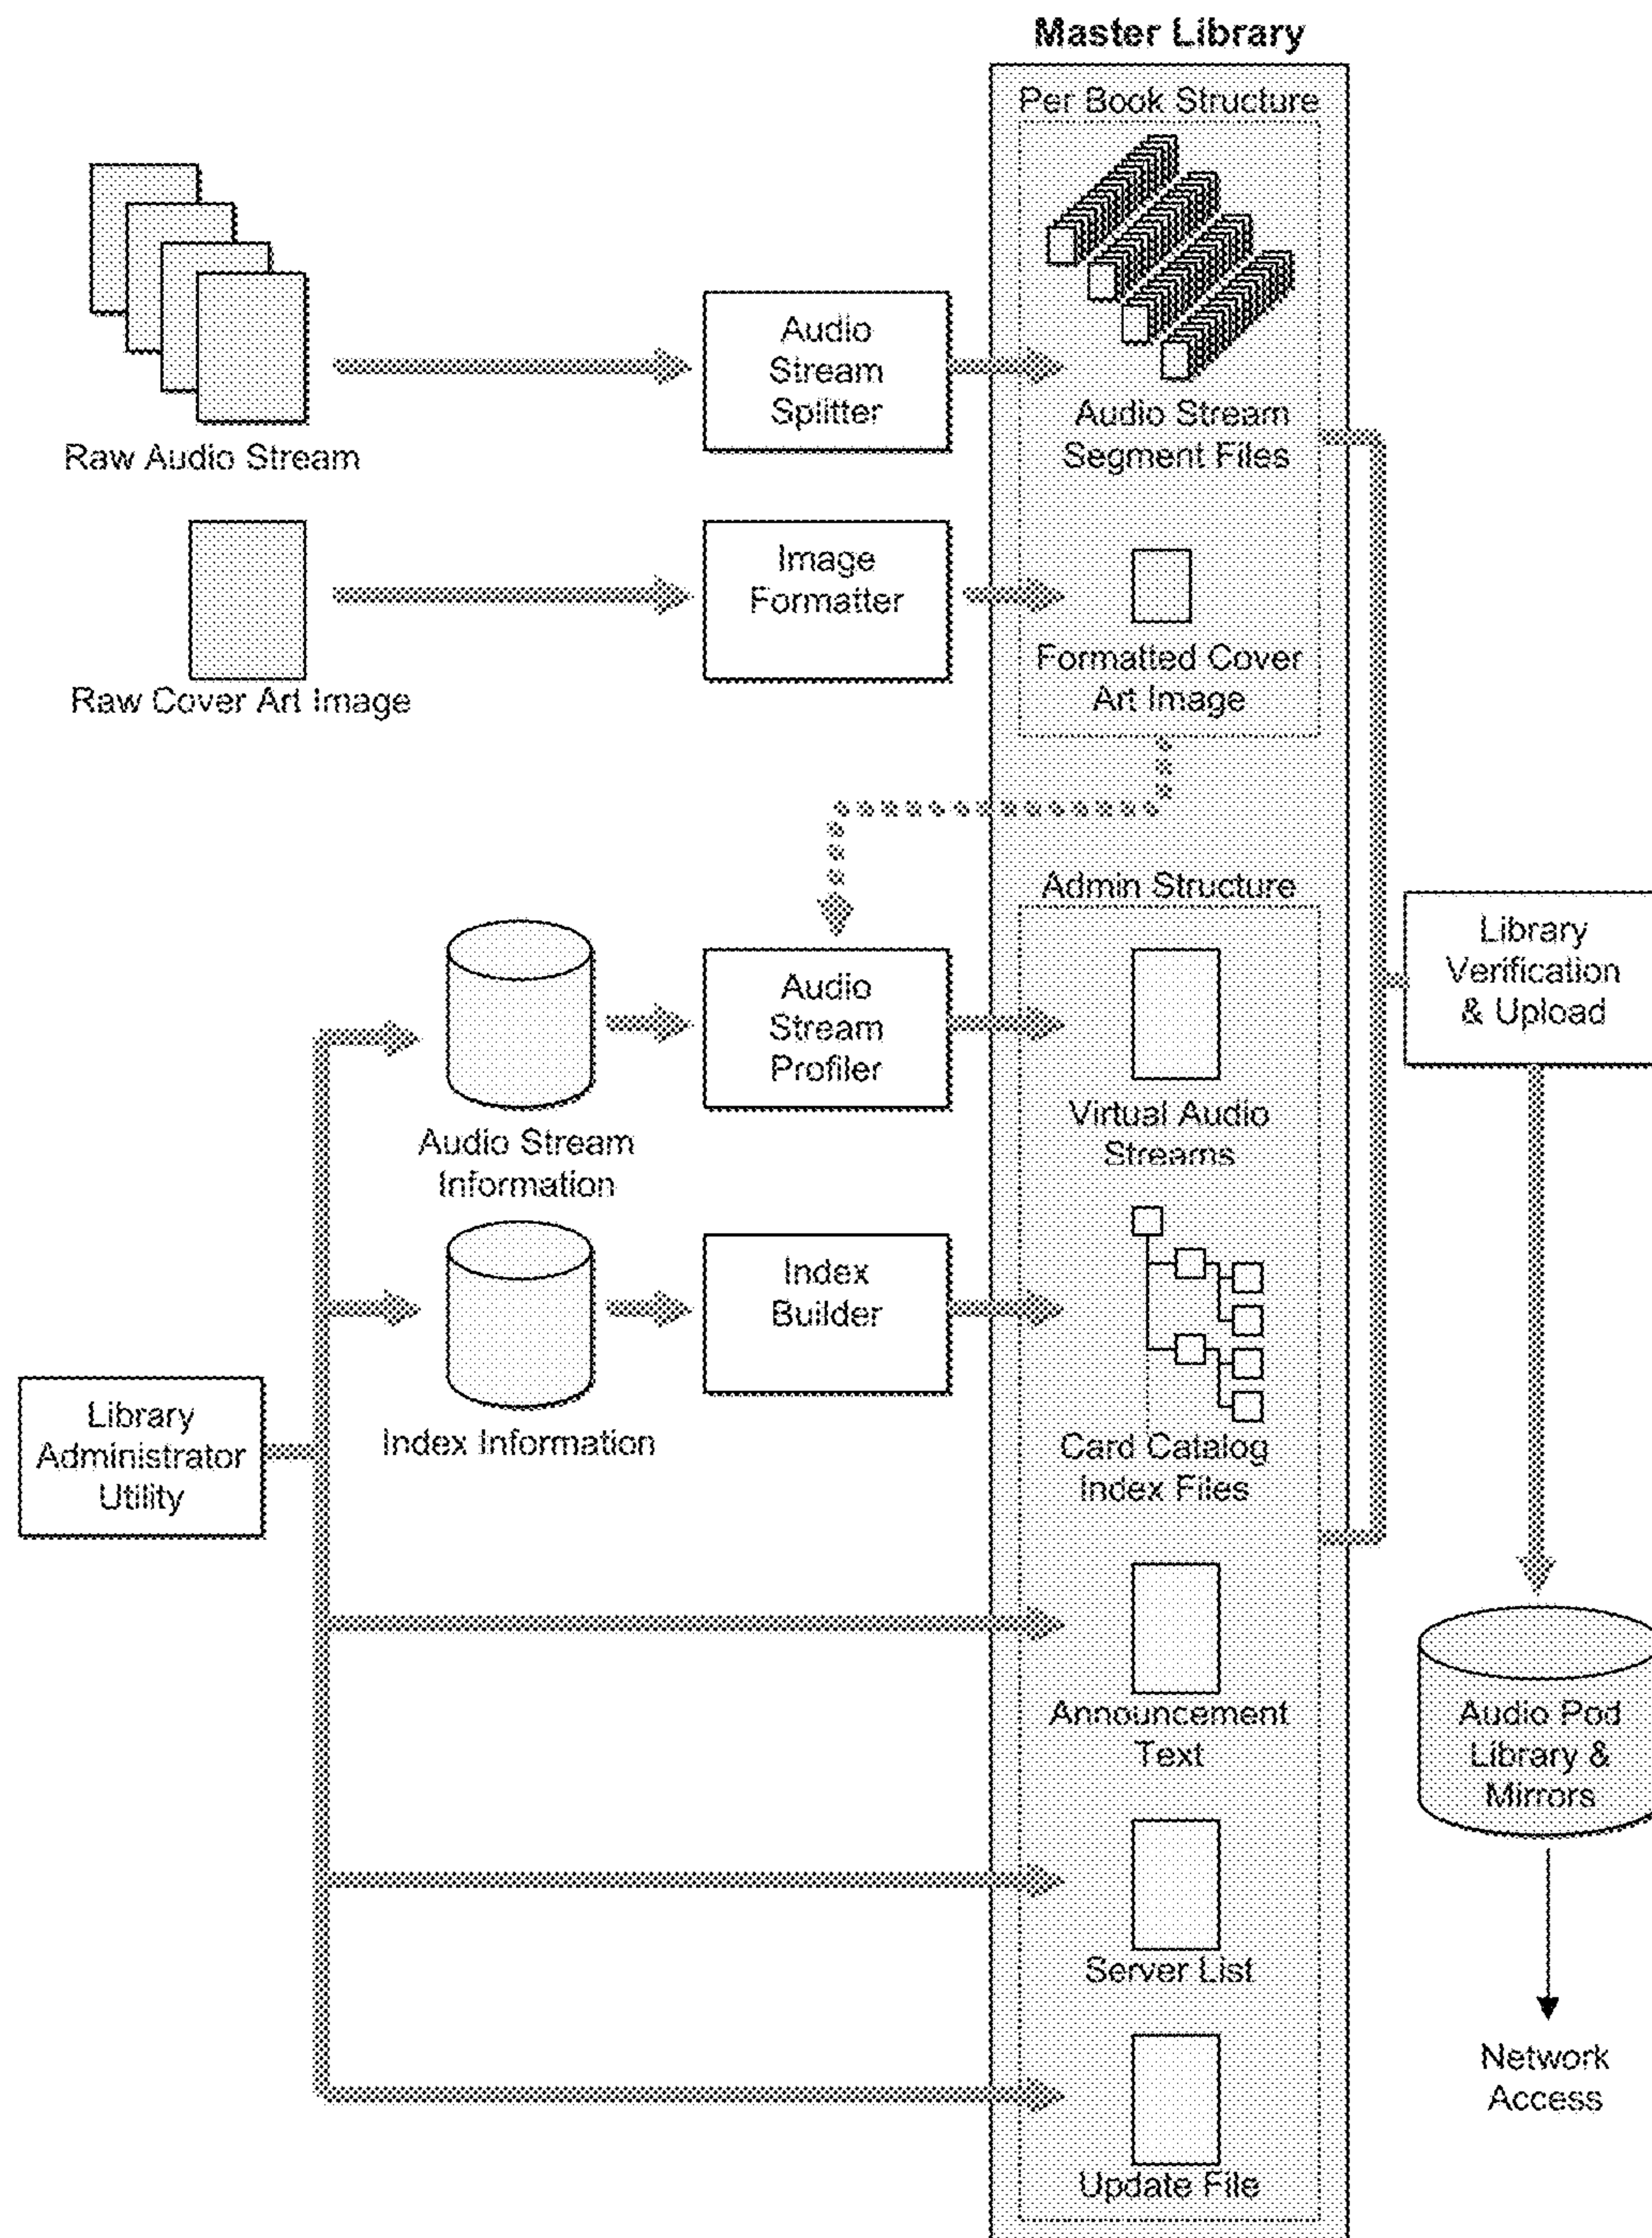 Master Library
Per Book Structure
Audio
Stream
Splitter
Audio Stream
Segment Files
Raw Audio Stream
Image
Formatter
Formatted Cover
Art Image
Raw Cover Art Image
Admin Structure
Library
Verification
& Upload
Audio
Stream
Profiler
Virtual Audio
Streams
Audio Stream
Information
Index
Builder
Library
Administrator
Utility
Index Information
Card Catalog
Index Files
Announcement
Text
Audio Pod
Library &
Mirrors
Server List
Network
Access
Update File